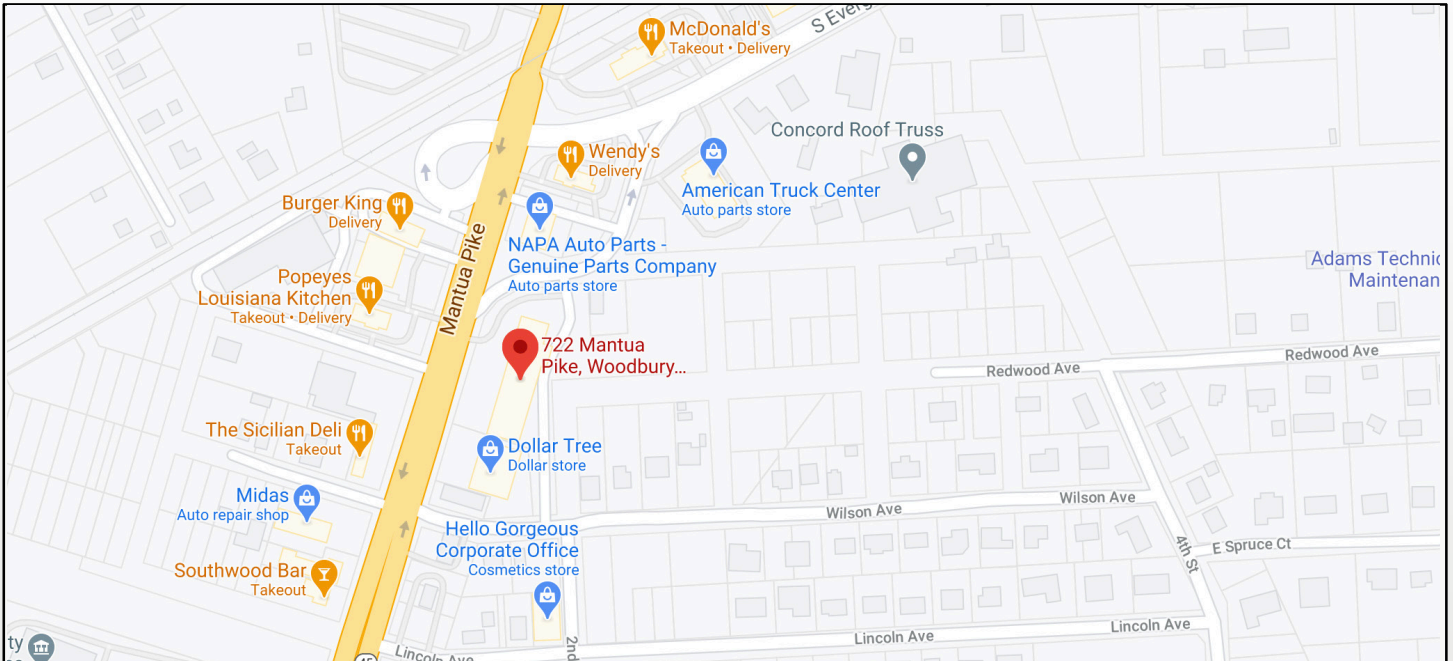 McDonald's
Takeout • Delivery
S Everg
Concord Roof Truss
Wendy's
Delivery
American Truck Center
Auto parts store
Burger King
Delivery
Mantua Pike
NAPA Auto Parts -
Genuine Parts Company
Auto parts store
Adams Technic
Maintenan
Popeyes
Louisiana Kitchen
Takeout • Delivery
722 Mantua
Pike, Woodbury...
Redwood Ave
Redwood Ave
The Sicilian Deli
Takeout
Dollar Tree
Dollar store
Midas
Auto repair shop
Wilson Ave
Wilson Ave
Hello Gorgeous
Corporate Office
Cosmetics store
4th St
E Spruce Ct
Southwood Bar
Takeout
Lincoln Ave
Lincoln Ave
Lincoln Ave
2nd
ty
45